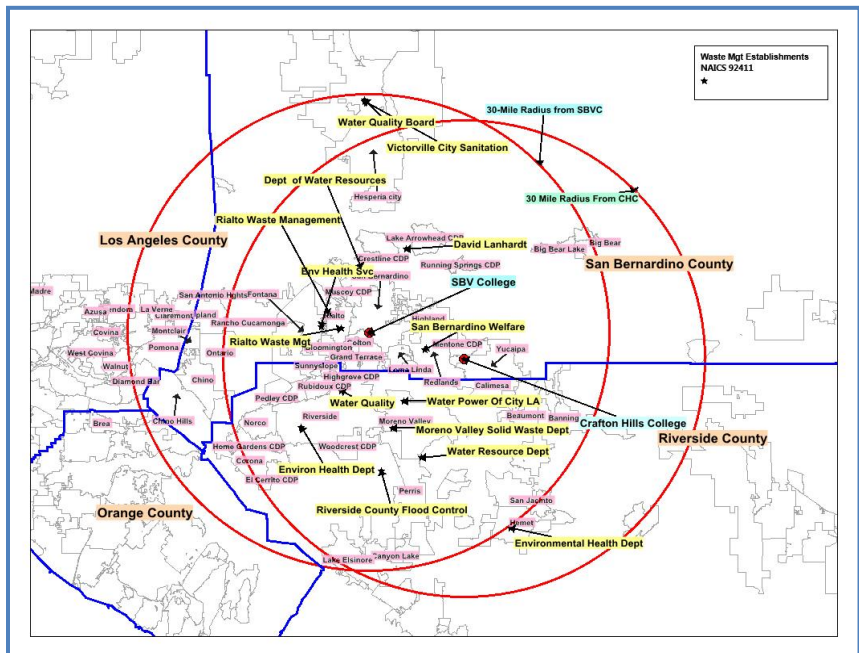 Waste Mgt Establishments
NAICS 92411
30-Mile Radius from SBVC
Water Quality Board
Victorville City Sanitation
Dept of Water Resources
Hesperia city
30 Mile Radius From CHC
Rialto Waste Management
Los Angeles County
Lake Arrowhead CDP
David Lanhardt
Big Bear
Big Bear Lake
Crestline CDP
San Bernardino County
Running Springs CDP
Env Health Svc
SBV College
Muscoy CDP
San Antonio Hghts
Fontana
La Verne
Azusa
Claremont
Rancho Cucamonga
Highland
San Bernardino Welfare
Covina
Montclair
Rialto Waste Mgt
Colton
Bloomington
Mentone CDP
Pomona
Yucaipa
West Covina
Ontario
Grand Terrace
Walnut
Sunnyslope
Loma Linda
Highgrove CDP
Redlands
Diamond Bar
Chino
Rubidoux CDP
Calimesa
Pedley CDP
Water Quality
Water Power Of City LA
Riverside
Beaumont
Banning
Brea
Chino Hills
Norco
Moreno Valley
Crafton Hills College
Moreno Valley Solid Waste Dept
Riverside County
Home Gardens CDP
Woodcrest CDP
Water Resource Dept
Corona
Environ Health Dept
El Cerrito CDP
Perris
San Jacinto
Orange County
Riverside County Flood Control
Hemet
Environmental Health Dept
Lake Elsinore